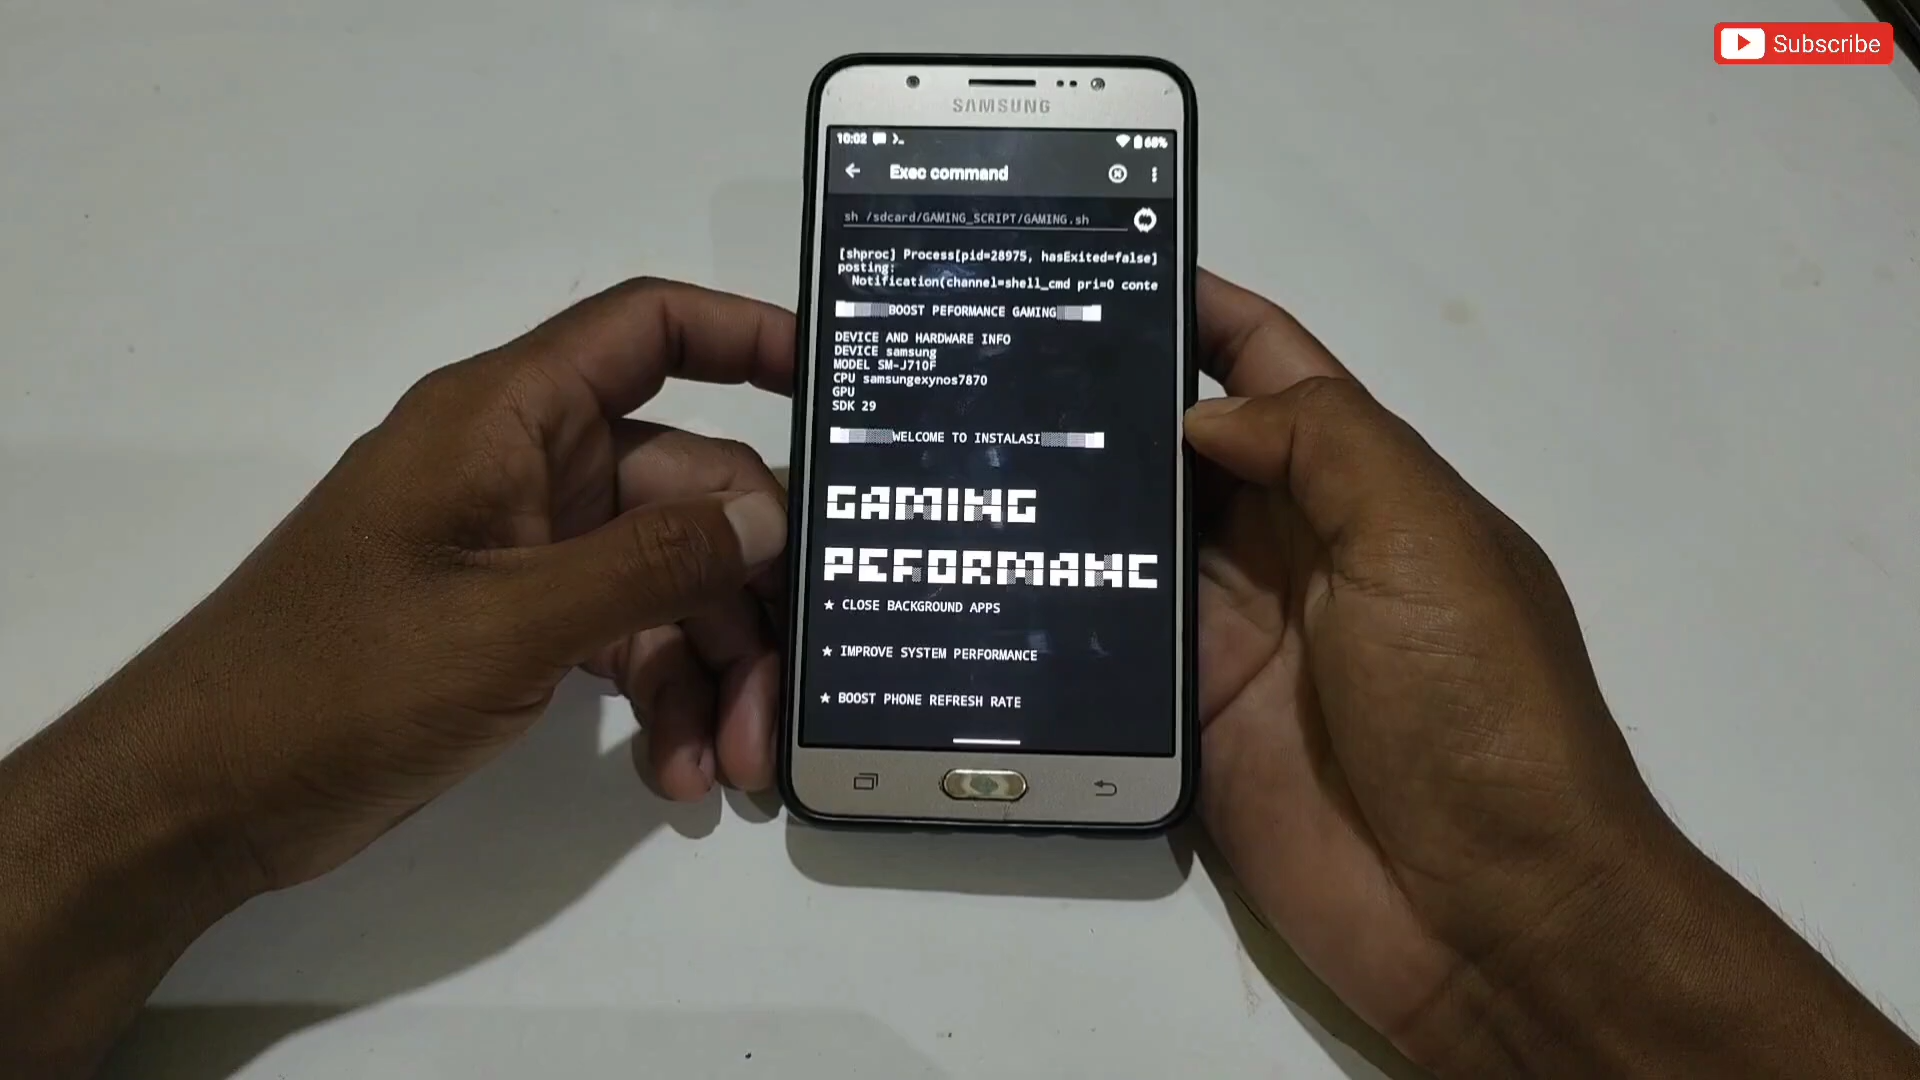 Subscribe
SAMSUNG
10:02 68%
Exec command
sh /sdcard/GAMING_SCRIPT/GAMING.sh
[shproc] Process[pid=28975, hasExited=false]
posting:
Notification(channel=shell_cmd pri=0 conte
BOOST PEFORMANCE GAMING
DEVICE AND HARDWARE INFO
DEVICE samsung
MODEL SM-J710F
CPU samsungexynos7870
GPU
SDK 29
WELCOME TO INSTALASI
GAMING
PEFORMANC
★ CLOSE BACKGROUND APPS
★ IMPROVE SYSTEM PERFORMANCE
★ BOOST PHONE REFRESH RATE